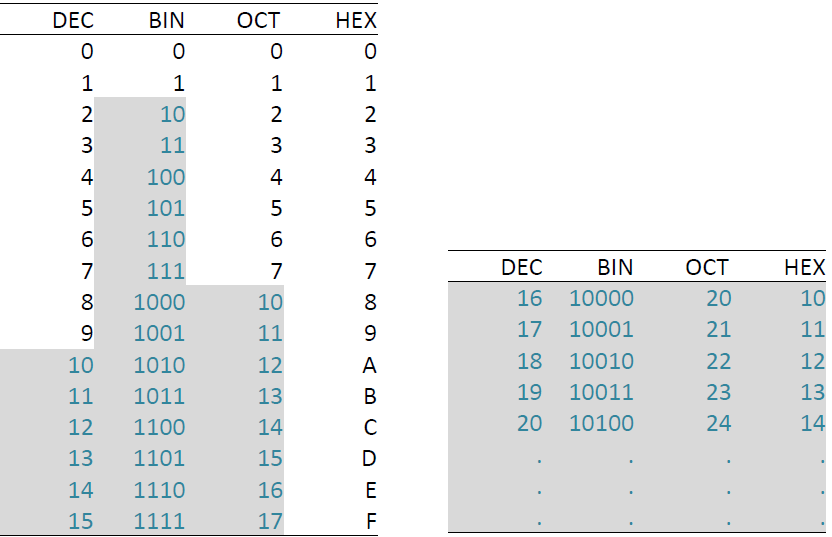 DEC BIN OCT HEX
0 0 0 0
1 1 1 1
2 10 2 2
3 11 3 3
4 100 4 4
5 101 5 5
6 110 6 6
7 111 7 7
8 1000 10 8
9 1001 11 9
10 1010 12 A
11 1011 13 B
12 1100 14 C
13 1101 15 D
14 1110 16 E
15 1111 17 F
DEC BIN OCT HEX
16 10000 20 10
17 10001 21 11
18 10010 22 12
19 10011 23 13
20 10100 24 14
. . . .
. . . .
. . . .